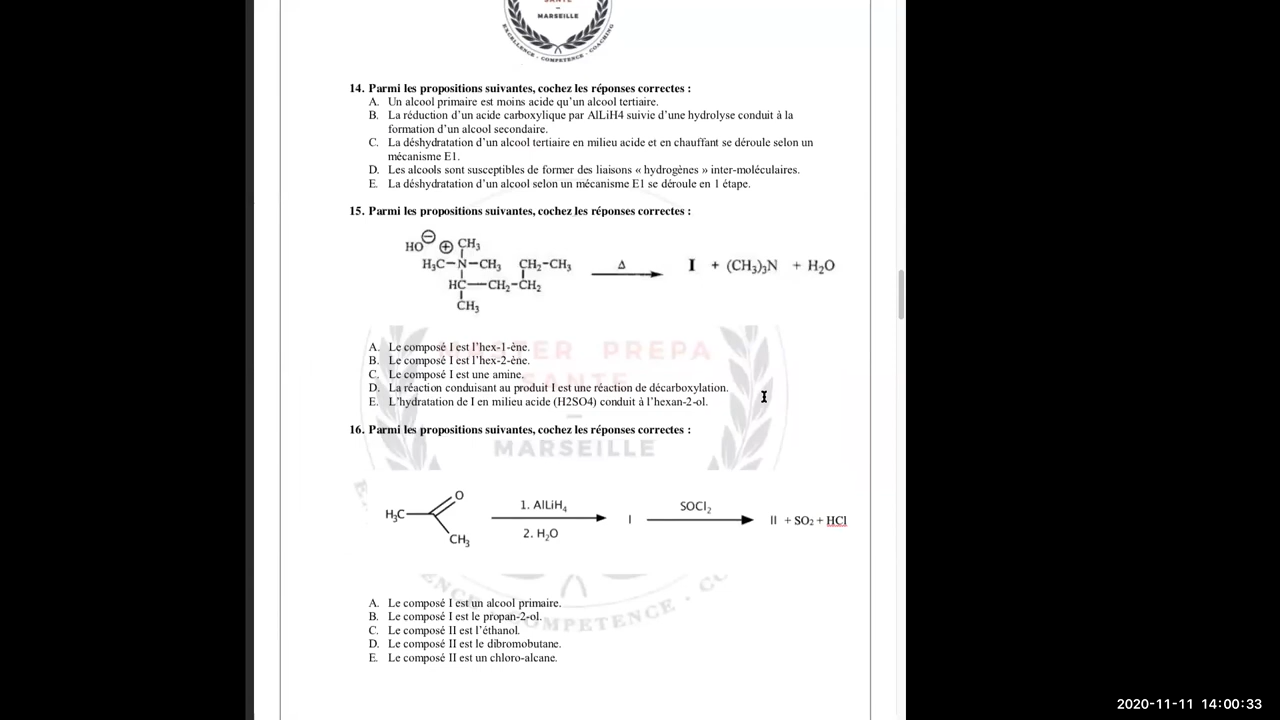 MARSEILLE
EXCELLENCE - COMPETENCE - COACHING
14. Parmi les propositions suivantes, cochez les réponses correctes :
A. Un alcool primaire est moins acide qu'un alcool tertiaire.
B. La réduction d'un acide carboxylique par AlLiH4 suivie d'une hydrolyse conduit à la
formation d'un alcool secondaire.
C. La déshydratation d'un alcool tertiaire en milieu acide et en chauffant se déroule selon un
mécanisme E1.
D. Les alcools sont susceptibles de former des liaisons « hydrogènes » inter-moléculaires.
E. La déshydratation d'un alcool selon un mécanisme E1 se déroule en 1 étape.
15. Parmi les propositions suivantes, cochez les réponses correctes :
HO⊖ ⊕ CH₃
H₃C-N-CH₃ CH₂-CH₃ Δ I + (CH₃)₃N + H₂O
HC-CH₂-CH₂
CH₃
A. Le composé I est l'hex-1-ène.
B. Le composé I est l'hex-2-ène.
C. Le composé I est une amine.
D. La réaction conduisant au produit I est une réaction de décarboxylation.
E. L'hydratation de I en milieu acide (H2SO4) conduit à l'hexan-2-ol.
PREPA
MARSEILLE
16. Parmi les propositions suivantes, cochez les réponses correctes :
O
H₃C CH₃
1. AlLiH₄
2. H₂O
I
SOCl₂
II + SO₂ + HCl
COMPETENCE
A. Le composé I est un alcool primaire.
B. Le composé I est le propan-2-ol.
C. Le composé II est l'éthanol.
D. Le composé II est le dibromobutane.
E. Le composé II est un chloro-alcane.
2020-11-11 14:00:33